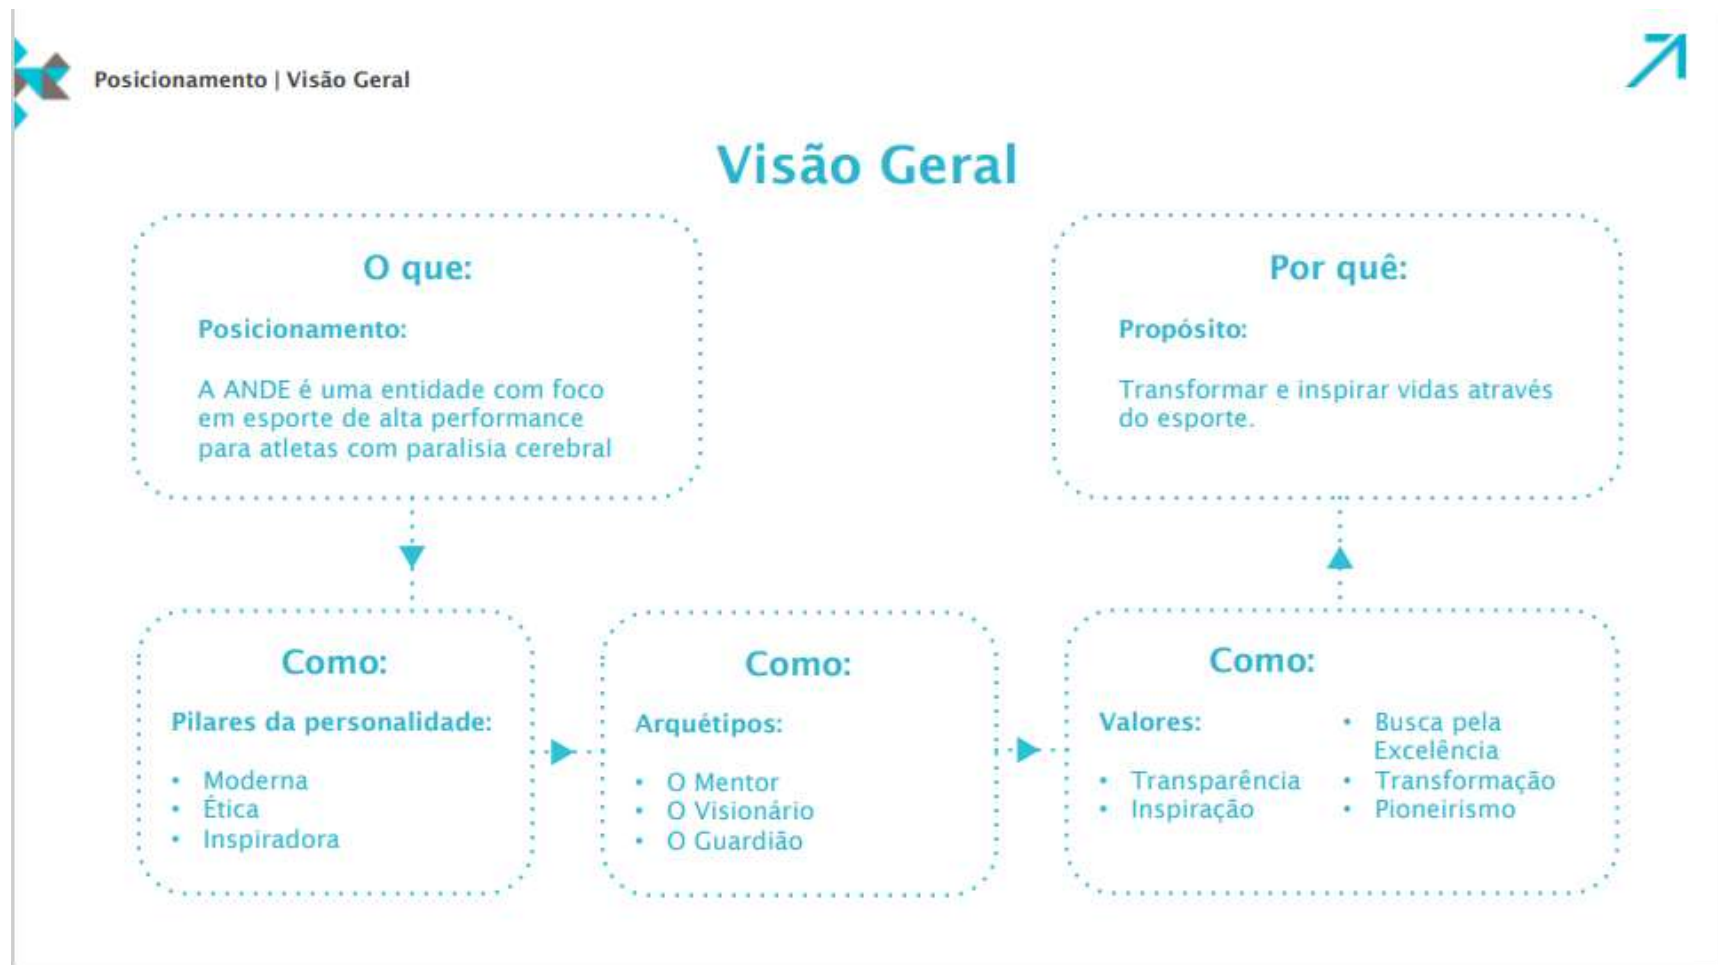 Posicionamento | Visão Geral
Visão Geral
O que:
Posicionamento:
A ANDE é uma entidade com foco
em esporte de alta performance
para atletas com paralisia cerebral
Por quê:
Propósito:
Transformar e inspirar vidas através
do esporte.
Como:
Pilares da personalidade:
• Moderna
• Ética
• Inspiradora
Como:
Arquétipos:
• O Mentor
• O Visionário
• O Guardião
Como:
Valores:
• Transparência
• Inspiração
• Busca pela
Excelência
• Transformação
• Pioneirismo